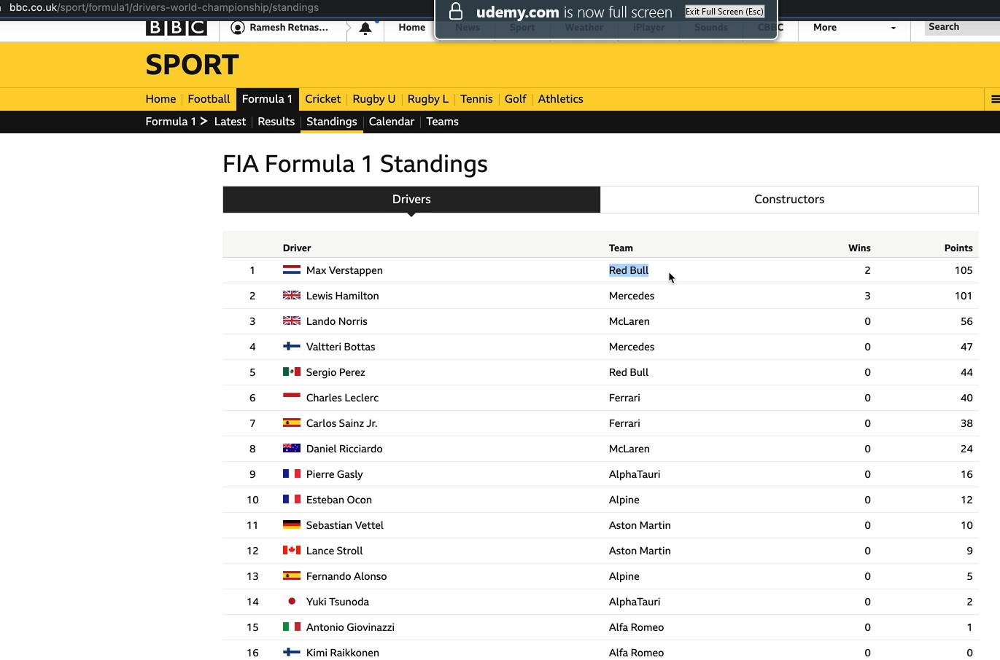 bbc.co.uk/sport/formula1/drivers-world-championship/standings
udemy.com is now full screen Exit Full Screen (Esc)
BBC Ramesh Retnas... Home News Sport Weather iPlayer Sounds CBBC More Search
SPORT
Home Football Formula 1 Cricket Rugby U Rugby L Tennis Golf Athletics
Formula 1 > Latest Results Standings Calendar Teams
FIA Formula 1 Standings
Drivers Constructors
Driver Team Wins Points
1 Max Verstappen Red Bull 2 105
2 Lewis Hamilton Mercedes 3 101
3 Lando Norris McLaren 0 56
4 Valtteri Bottas Mercedes 0 47
5 Sergio Perez Red Bull 0 44
6 Charles Leclerc Ferrari 0 40
7 Carlos Sainz Jr. Ferrari 0 38
8 Daniel Ricciardo McLaren 0 24
9 Pierre Gasly AlphaTauri 0 16
10 Esteban Ocon Alpine 0 12
11 Sebastian Vettel Aston Martin 0 10
12 Lance Stroll Aston Martin 0 9
13 Fernando Alonso Alpine 0 5
14 Yuki Tsunoda AlphaTauri 0 2
15 Antonio Giovinazzi Alfa Romeo 0 1
16 Kimi Raikkonen Alfa Romeo 0 0